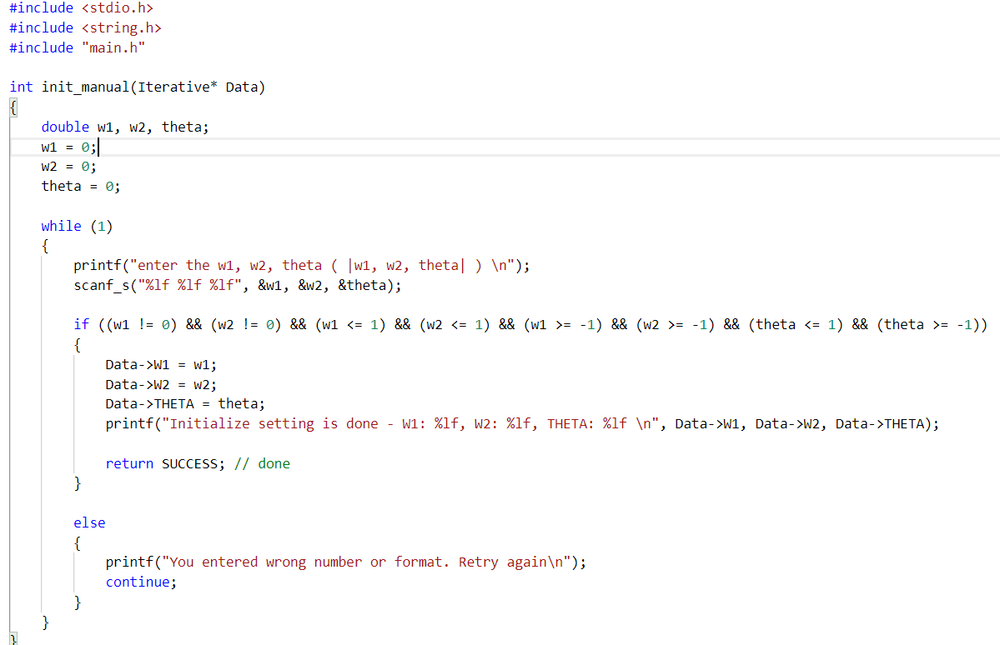 #include <stdio.h>
#include <string.h>
#include "main.h"
int init_manual(Iterative* Data)
{
double w1, w2, theta;
w1 = 0;
w2 = 0;
theta = 0;
while (1)
{
printf("enter the w1, w2, theta ( |w1, w2, theta| ) \n");
scanf_s("%lf %lf %lf", &w1, &w2, &theta);
if ((w1 != 0) && (w2 != 0) && (w1 <= 1) && (w2 <= 1) && (w1 >= -1) && (w2 >= -1) && (theta <= 1) && (theta >= -1))
{
Data->W1 = w1;
Data->W2 = w2;
Data->THETA = theta;
printf("Initialize setting is done - W1: %lf, W2: %lf, THETA: %lf \n", Data->W1, Data->W2, Data->THETA);
return SUCCESS; // done
}
else
{
printf("You entered wrong number or format. Retry again\n");
continue;
}
}
}